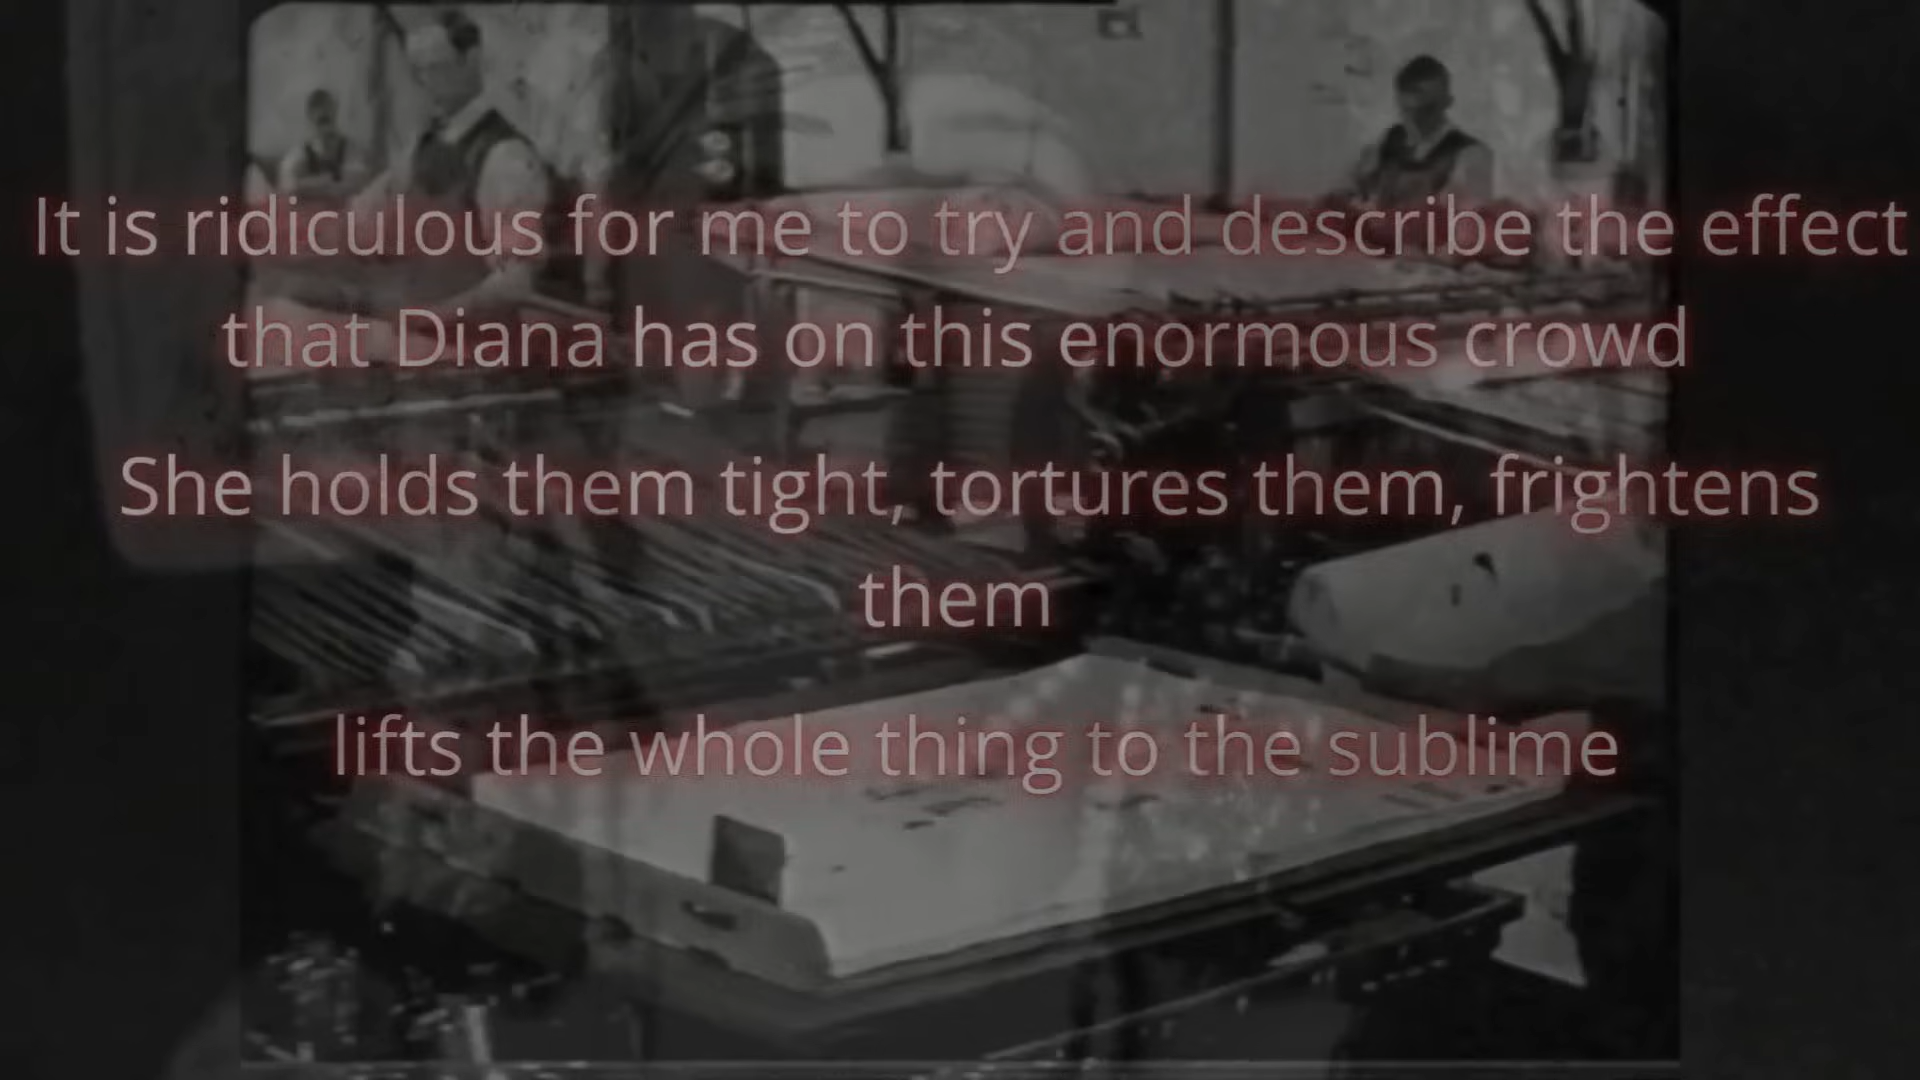 It is ridiculous for me to try and describe the effect
that Diana has on this enormous crowd
She holds them tight, tortures them, frightens
them
lifts the whole thing to the sublime